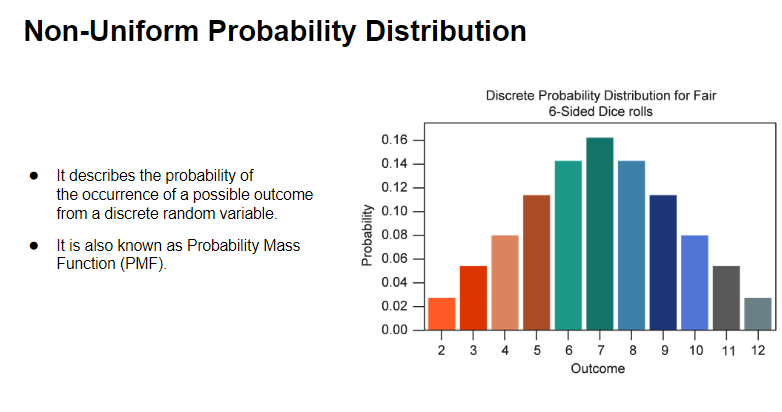 Non-Uniform Probability Distribution
● It describes the probability of
the occurrence of a possible outcome
from a discrete random variable.
● It is also known as Probability Mass
Function (PMF).
Discrete Probability Distribution for Fair
6-Sided Dice rolls
Probability
0.16
0.14
0.12
0.10
0.08
0.06
0.04
0.02
0.00
2 3 4 5 6 7 8 9 10 11 12
Outcome